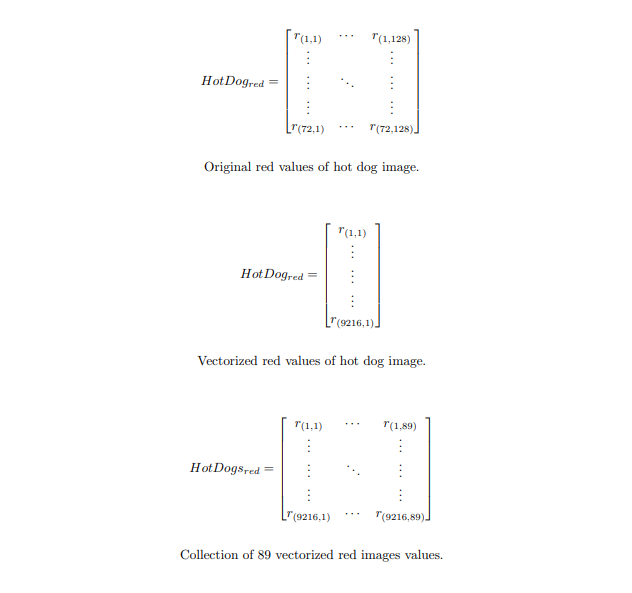 HotDog_{red} = \begin{bmatrix} r_{(1,1)} & \cdots & r_{(1,128)} \\ \vdots & & \vdots \\ \vdots & \ddots & \vdots \\ \vdots & & \vdots \\ r_{(72,1)} & \cdots & r_{(72,128)} \end{bmatrix}
Original red values of hot dog image.
HotDog_{red} = \begin{bmatrix} r_{(1,1)} \\ \vdots \\ \vdots \\ \vdots \\ r_{(9216,1)} \end{bmatrix}
Vectorized red values of hot dog image.
HotDogs_{red} = \begin{bmatrix} r_{(1,1)} & \cdots & r_{(1,89)} \\ \vdots & & \vdots \\ \vdots & \ddots & \vdots \\ \vdots & & \vdots \\ r_{(9216,1)} & \cdots & r_{(9216,89)} \end{bmatrix}
Collection of 89 vectorized red images values.